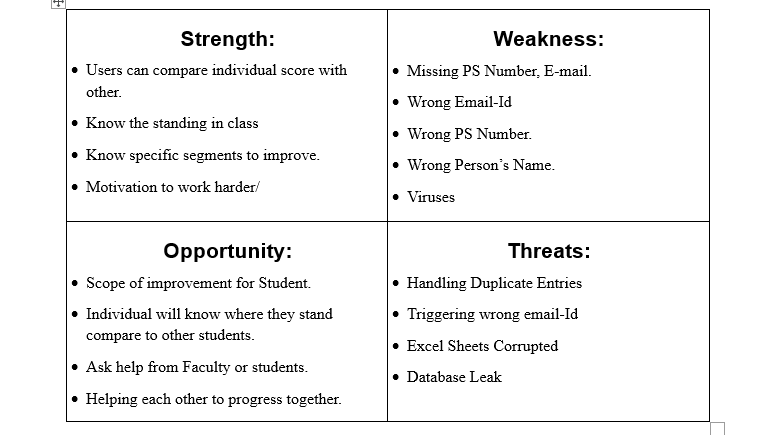 Strength:
• Users can compare individual score with
other.
• Know the standing in class
• Know specific segments to improve.
• Motivation to work harder/
Weakness:
• Missing PS Number, E-mail.
• Wrong Email-Id
• Wrong PS Number.
• Wrong Person’s Name.
• Viruses
Opportunity:
• Scope of improvement for Student.
• Individual will know where they stand
compare to other students.
• Ask help from Faculty or students.
• Helping each other to progress together.
Threats:
• Handling Duplicate Entries
• Triggering wrong email-Id
• Excel Sheets Corrupted
• Database Leak